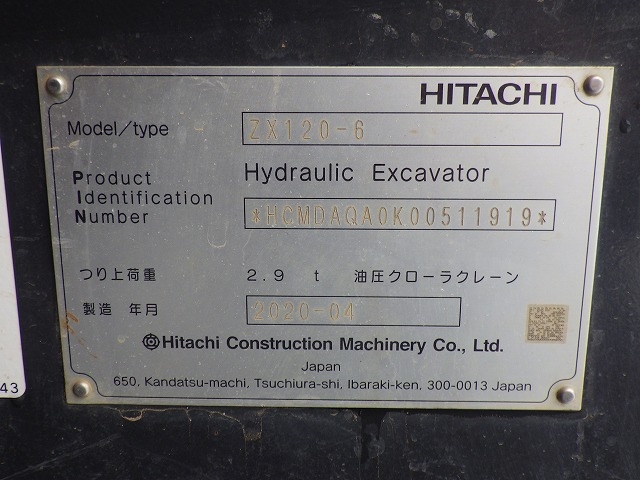 HITACHI
Model/type ZX120-6
Product Identification Number
Hydraulic Excavator
*HCMDAQA0K00511919*
つり上荷重 2.9 t 油圧クローラクレーン
製造 年月 2020-04
Hitachi Construction Machinery Co., Ltd.
Japan
650, Kandatsu-machi, Tsuchiura-shi, Ibaraki-ken, 300-0013 Japan
43